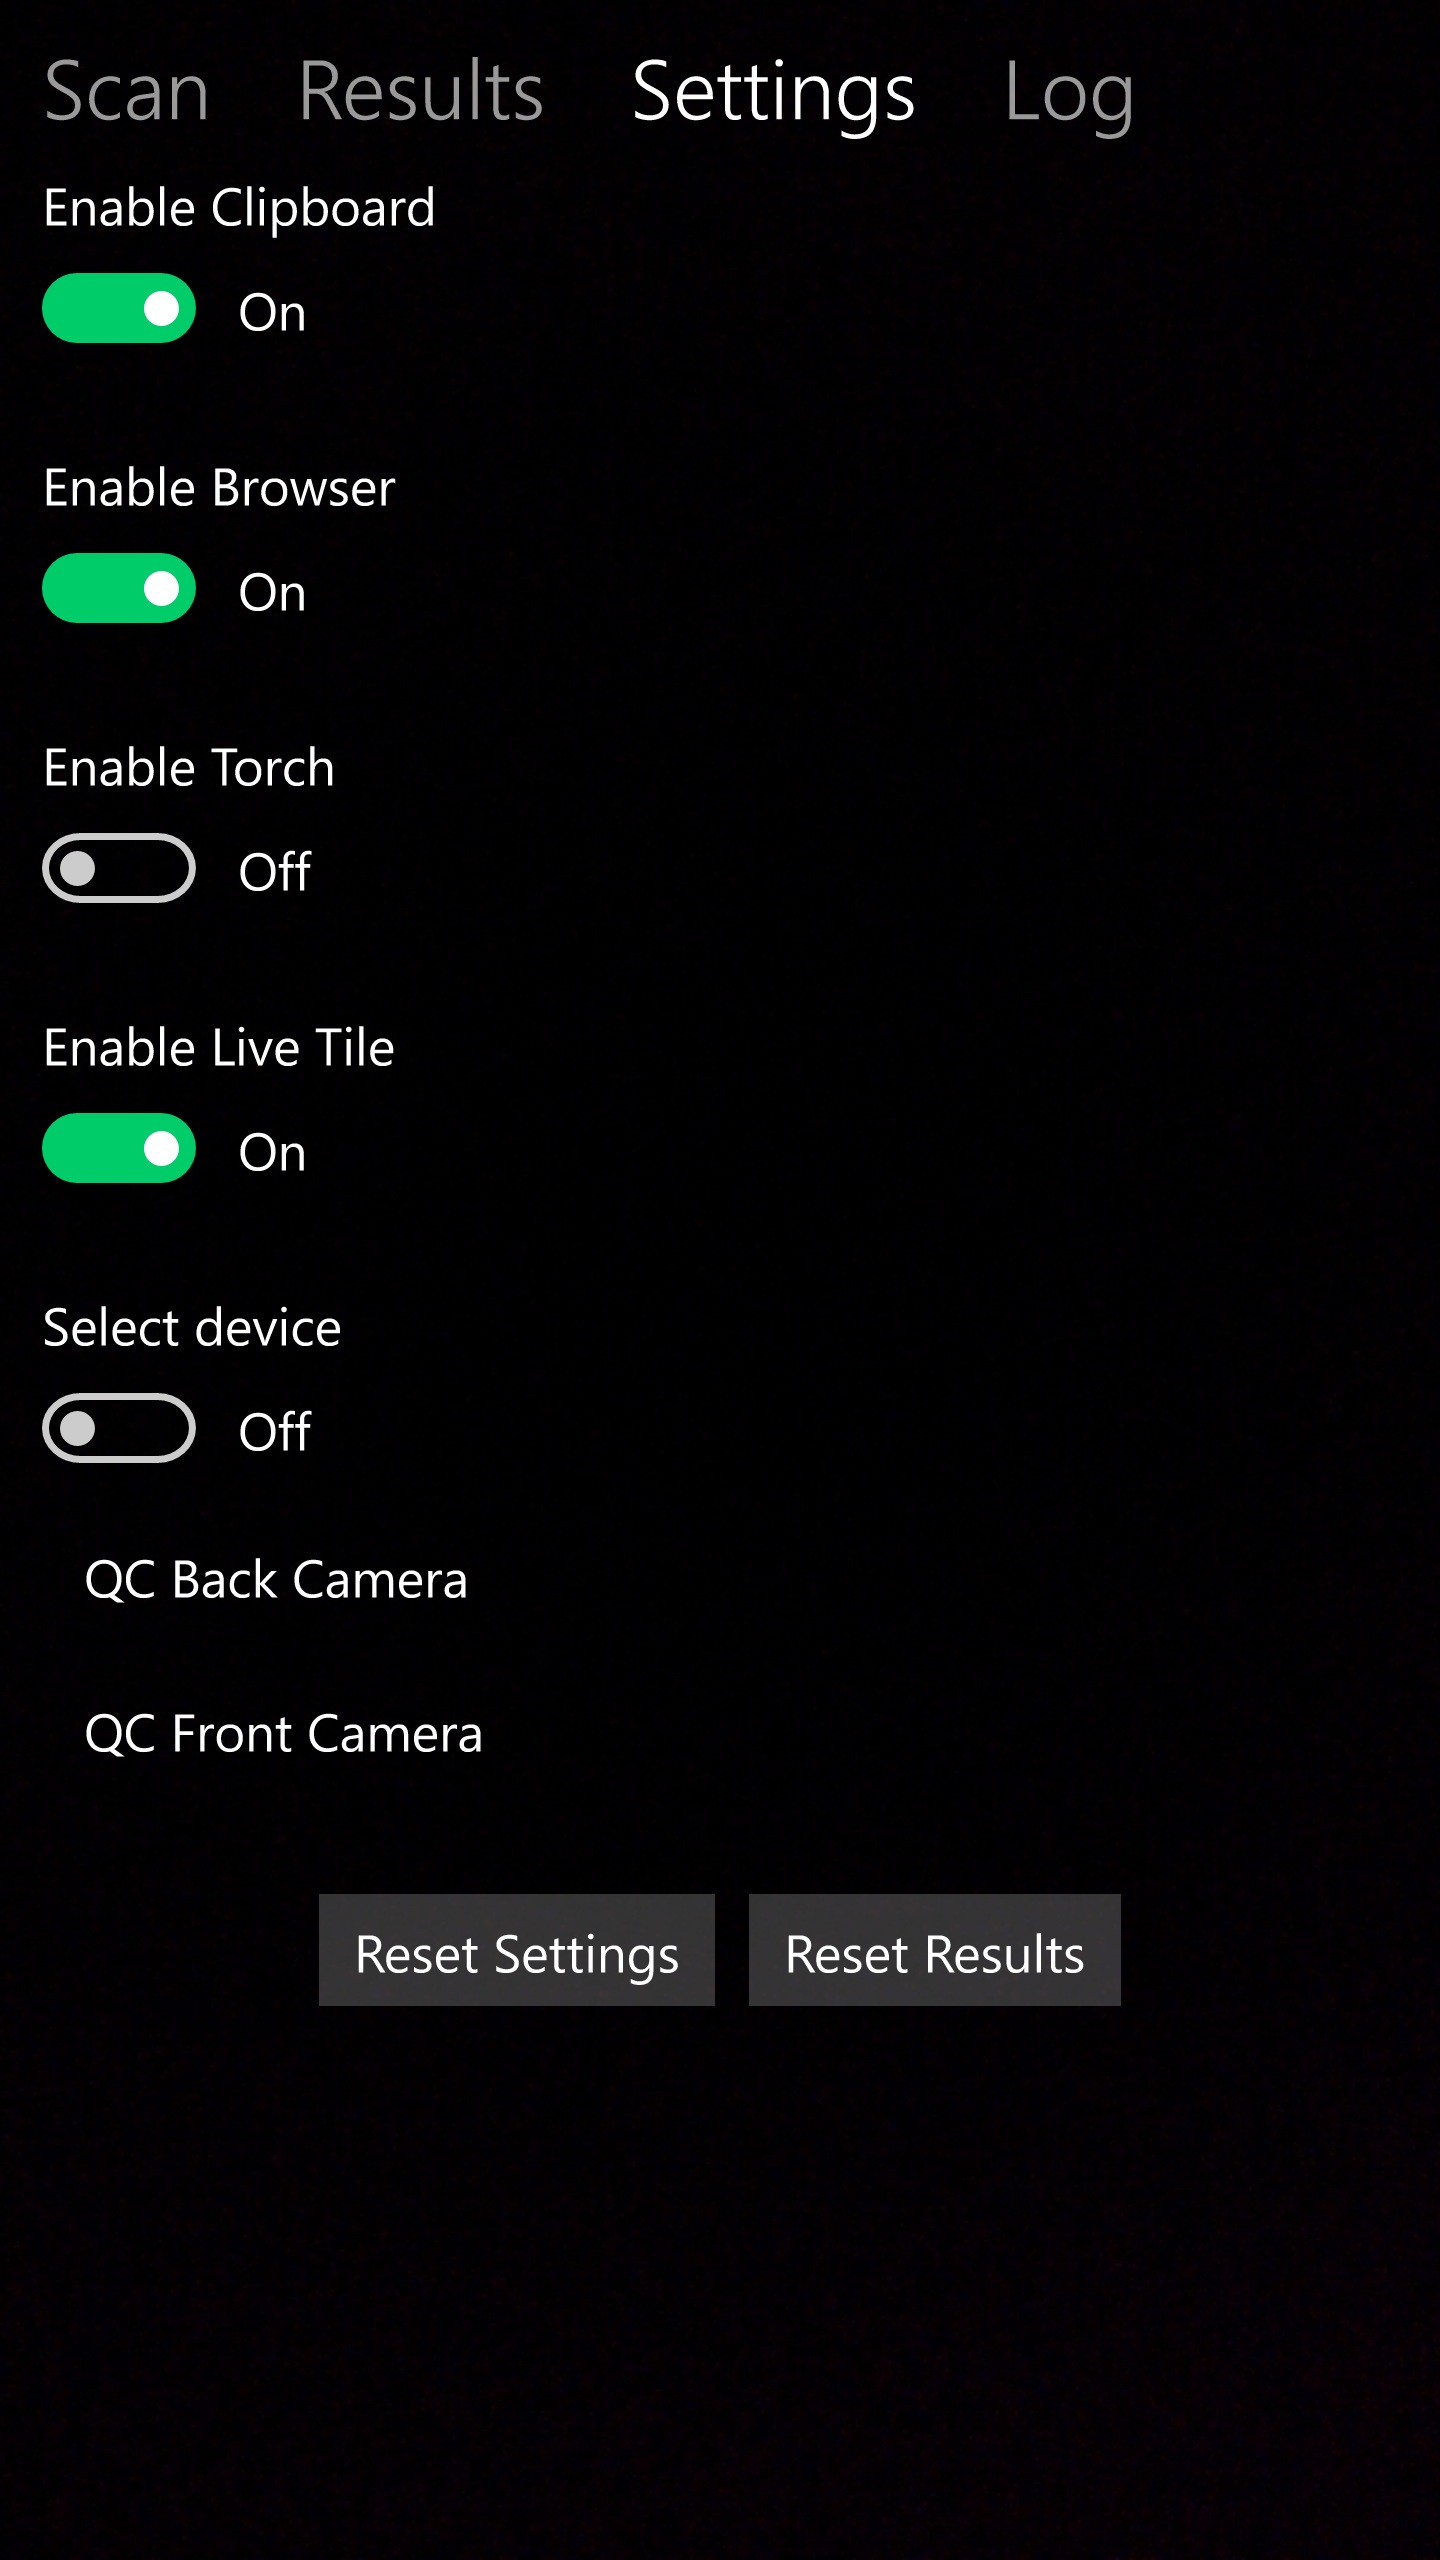 Scan Results Settings Log
Enable Clipboard
On
Enable Browser
On
Enable Torch
Off
Enable Live Tile
On
Select device
Off
QC Back Camera
QC Front Camera
Reset Settings Reset Results